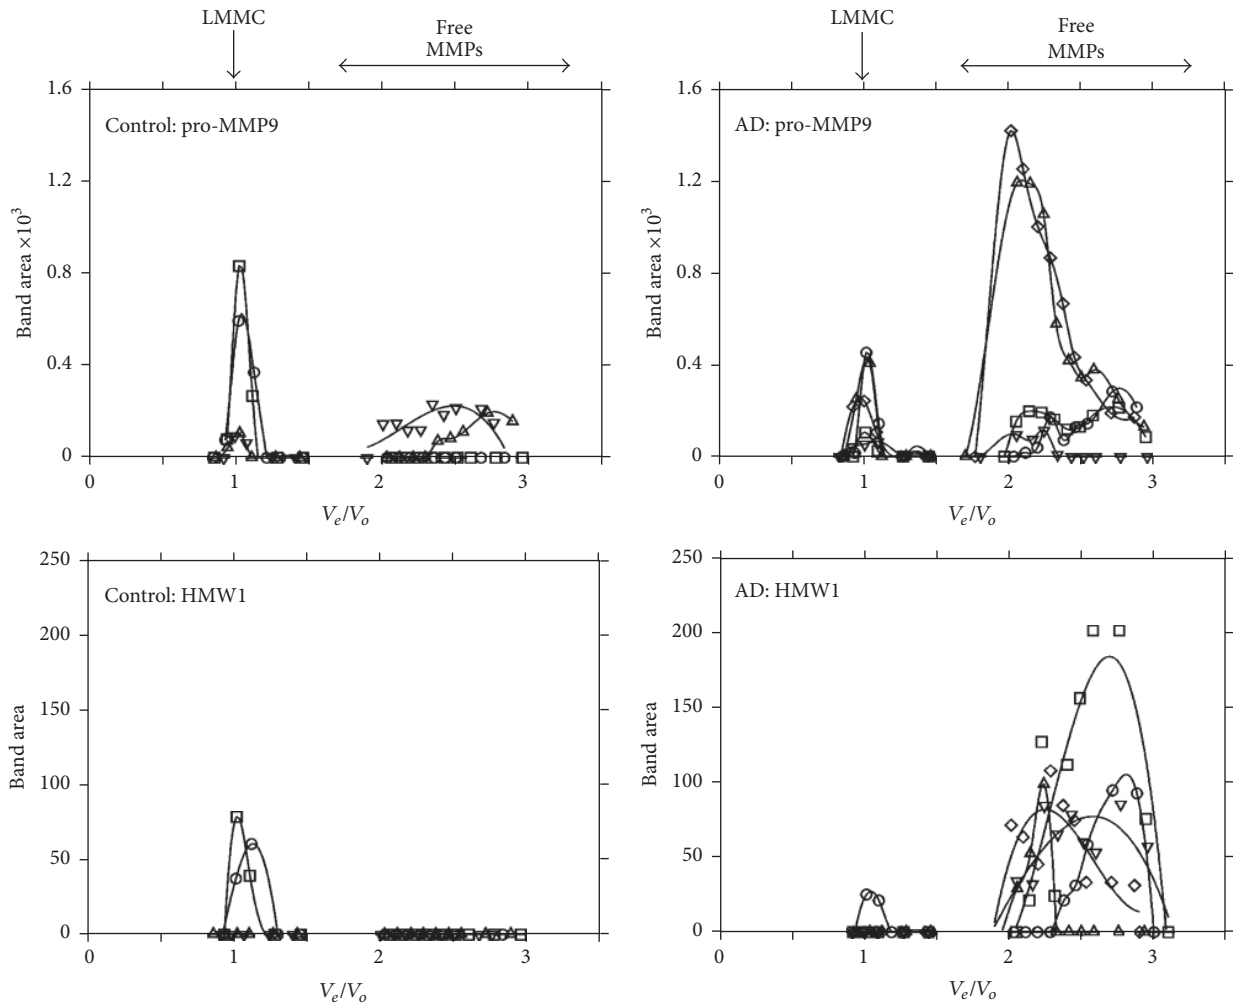 LMMC
Free
MMPs
LMMC
Free
MMPs
Control: pro-MMP9
Band area ×10³
1.6
1.2
0.8
0.4
0
0
1
2
3
Vₑ/Vₒ
AD: pro-MMP9
Band area ×10³
1.6
1.2
0.8
0.4
0
0
1
2
3
Vₑ/Vₒ
Control: HMW1
Band area
250
200
150
100
50
0
0
1
2
3
Vₑ/Vₒ
AD: HMW1
Band area
250
200
150
100
50
0
0
1
2
3
Vₑ/Vₒ